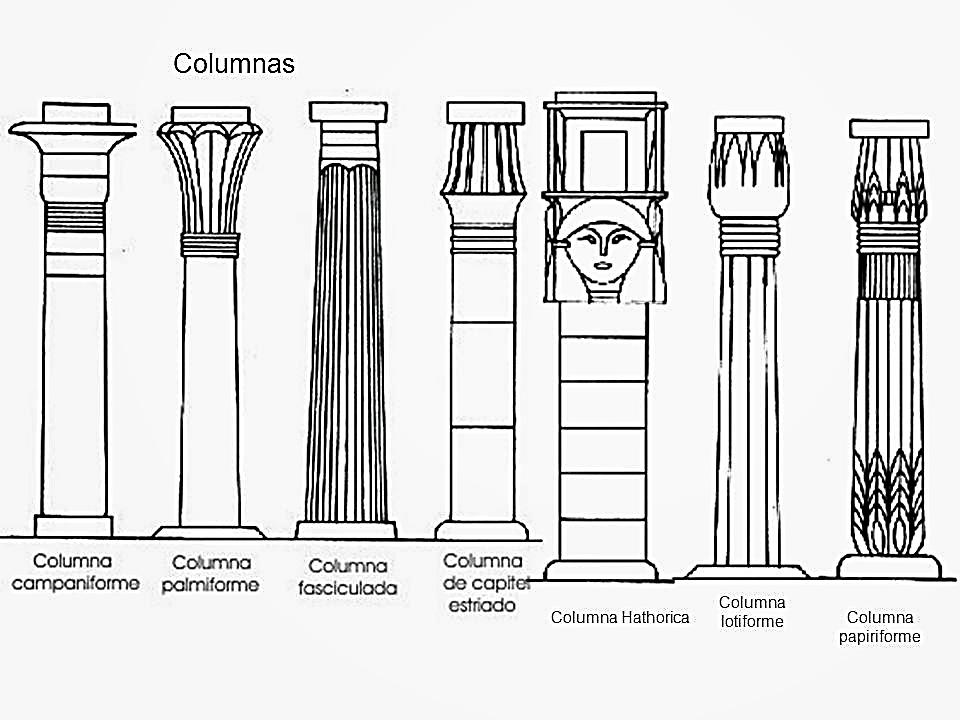 Columnas
Columna
campaniforme
Columna
palmiforme
Columna
fasciculada
Columna
de capitel
estriado
Columna Hathorica
Columna
lotiforme
Columna
papiriforme